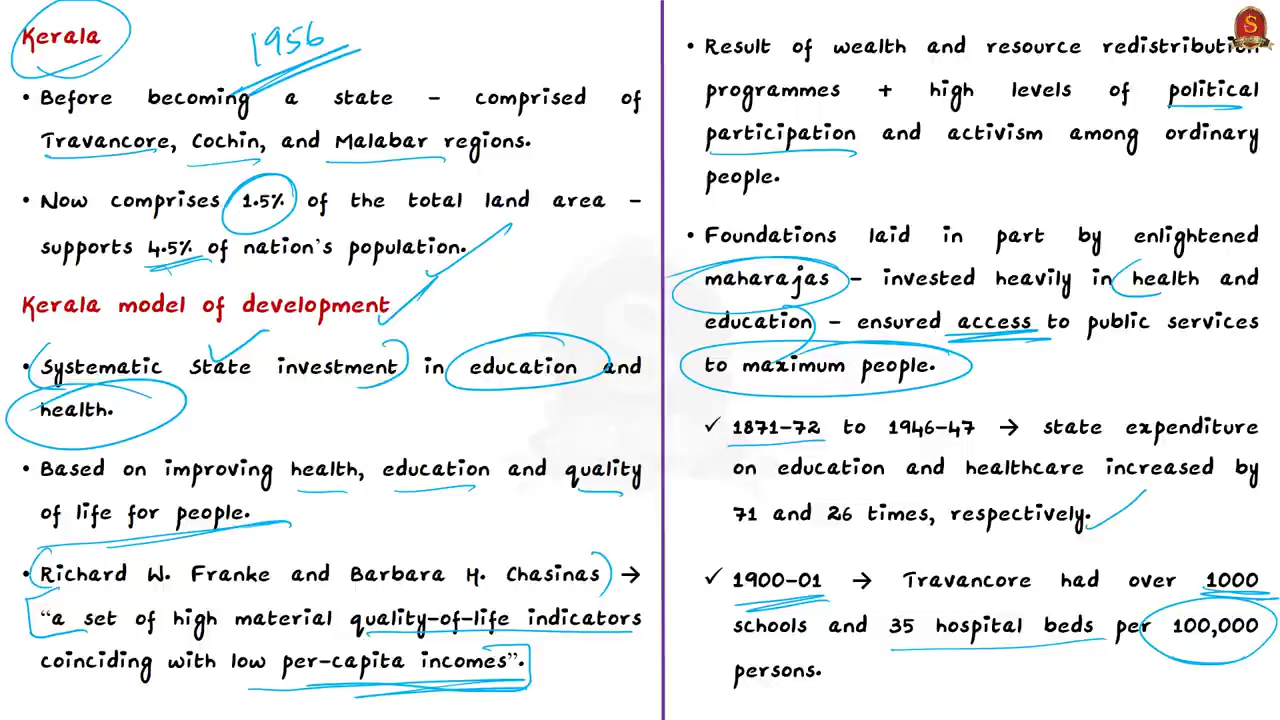 Kerala
1956
• Before becoming a state – comprised of
Travancore, Cochin, and Malabar regions.
• Now comprises 1.5% of the total land area –
supports 4.5% of nation's population.
Kerala model of development
• Systematic State investment in education and
health.
• Based on improving health, education and quality
of life for people.
• Richard W. Franke and Barbara H. Chasinas →
“a set of high material quality-of-life indicators
coinciding with low per-capita incomes”.
• Result of wealth and resource redistribution
programmes + high levels of political
participation and activism among ordinary
people.
• Foundations laid in part by enlightened
maharajas – invested heavily in health and
education – ensured access to public services
to maximum people.
✓ 1871-72 to 1946-47 → state expenditure
on education and healthcare increased by
71 and 26 times, respectively.
✓ 1900-01 → Travancore had over 1000
schools and 35 hospital beds per 100,000
persons.
S